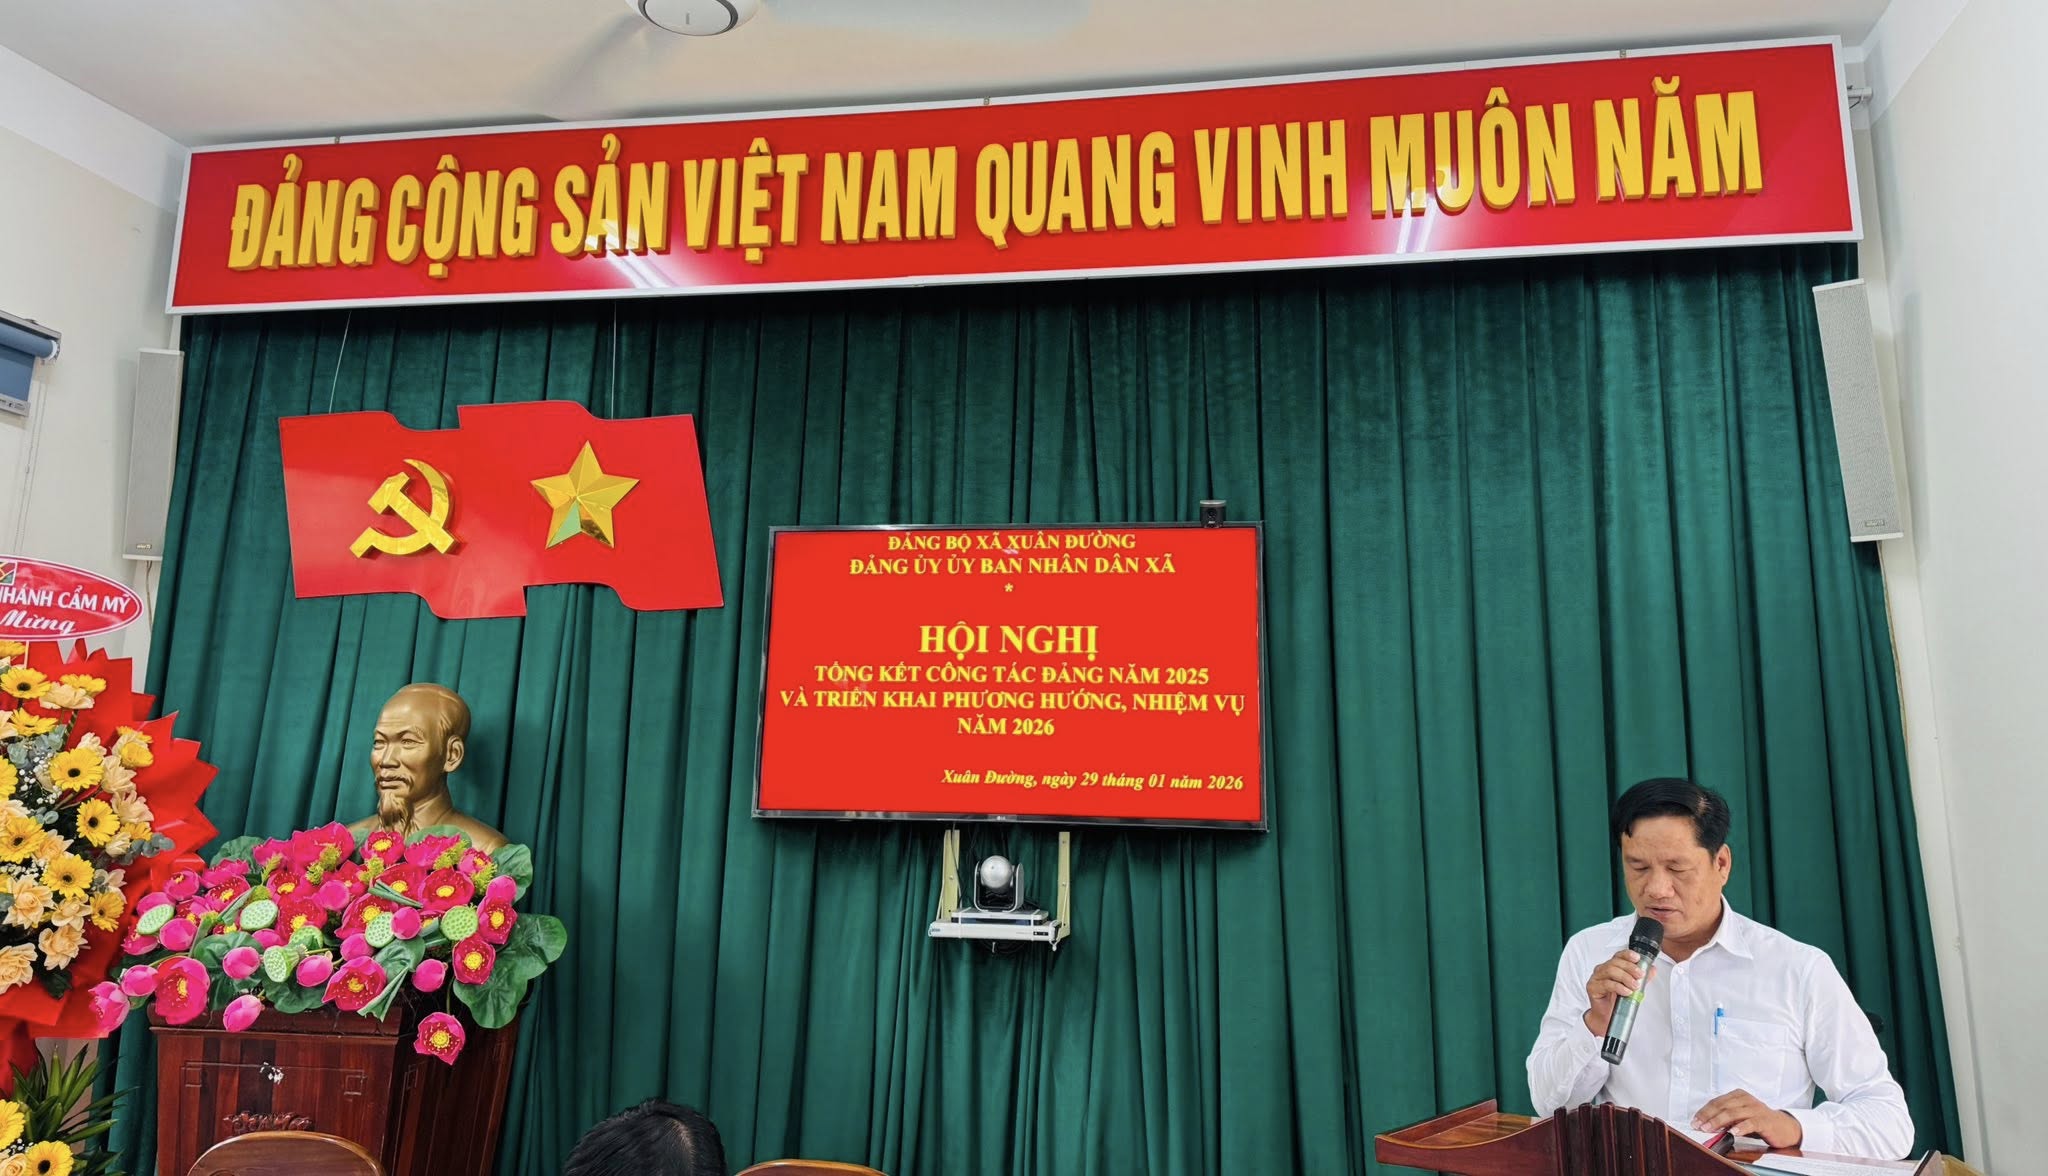 ĐẢNG CỘNG SẢN VIỆT NAM QUANG VINH MUÔN NĂM
ĐẢNG BỘ XÃ XUÂN ĐƯỜNG
ĐẢNG ỦY ỦY BAN NHÂN DÂN XÃ
*
HỘI NGHỊ
TỔNG KẾT CÔNG TÁC ĐẢNG NĂM 2025
VÀ TRIỂN KHAI PHƯƠNG HƯỚNG, NHIỆM VỤ
NĂM 2026
Xuân Đường, ngày 29 tháng 01 năm 2026
HÁNH CẨM MỸ
Mừng
LG